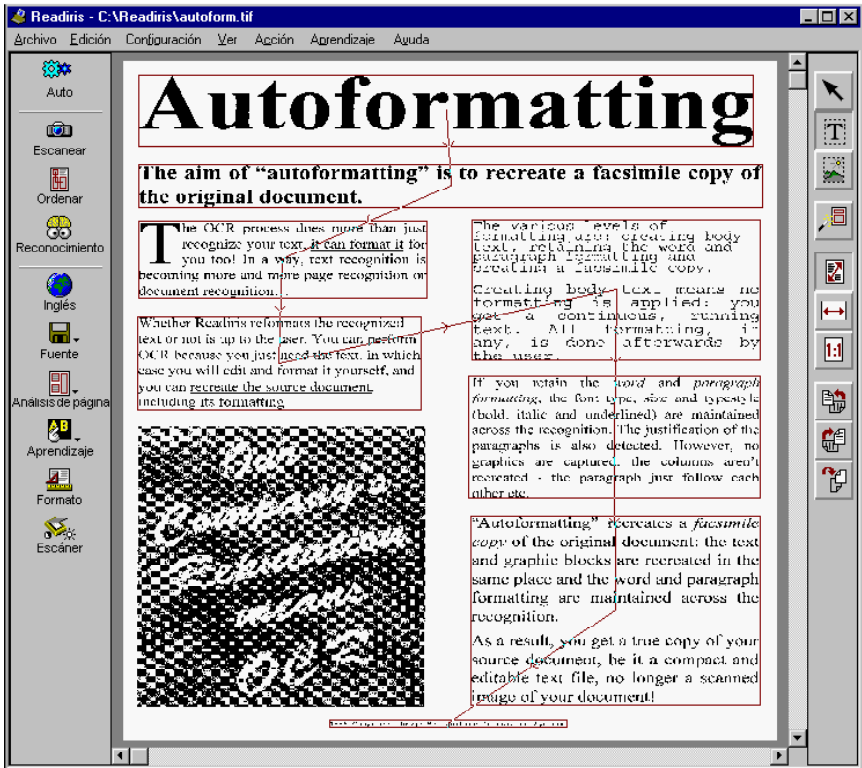 Readiris - C:\Readiris\autoform.tif
Archivo Edición Configuración Ver Acción Aprendizaje Ayuda
Auto
Escanear
Ordenar
Reconocimiento
Inglés
Fuente
Análisis de página
Aprendizaje
Formato
Escáner
Autoformatting
The aim of “autoformatting” is to recreate a facsimile copy of
the original document.
The OCR process does more than just
recognize your text, it can format it for
you too! In a way, text recognition is
becoming more and more page recognition or
document recognition...
Whether Readiris reformats the recognized
text or not is up to the user. You can perform
OCR because you just need the text, in which
case you will edit and format it yourself, and
you can recreate the source document,
including its formatting
The various levels of
formatting are: creating body
text, retaining the word and
paragraph formatting and
creating a facsimile copy.
Creating body text means no
formatting is applied: you
get a continuous, running
text. All formatting, if
any, is done afterwards by
the user.
If you retain the word and paragraph
formatting, the font type, size and typestyle
(bold, italic and underlined) are maintained
across the recognition. The justification of the
paragraphs is also detected. However, no
graphics are captured, the columns aren't
recreated - the paragraph just follow each
other etc.
“Autoformatting” recreates a facsimile
copy of the original document: the text
and graphic blocks are recreated in the
same place and the word and paragraph
formatting are maintained across the
recognition.
As a result, you get a true copy of your
source document, be it a compact and
editable text file, no longer a scanned
image of your document!
T
1:1